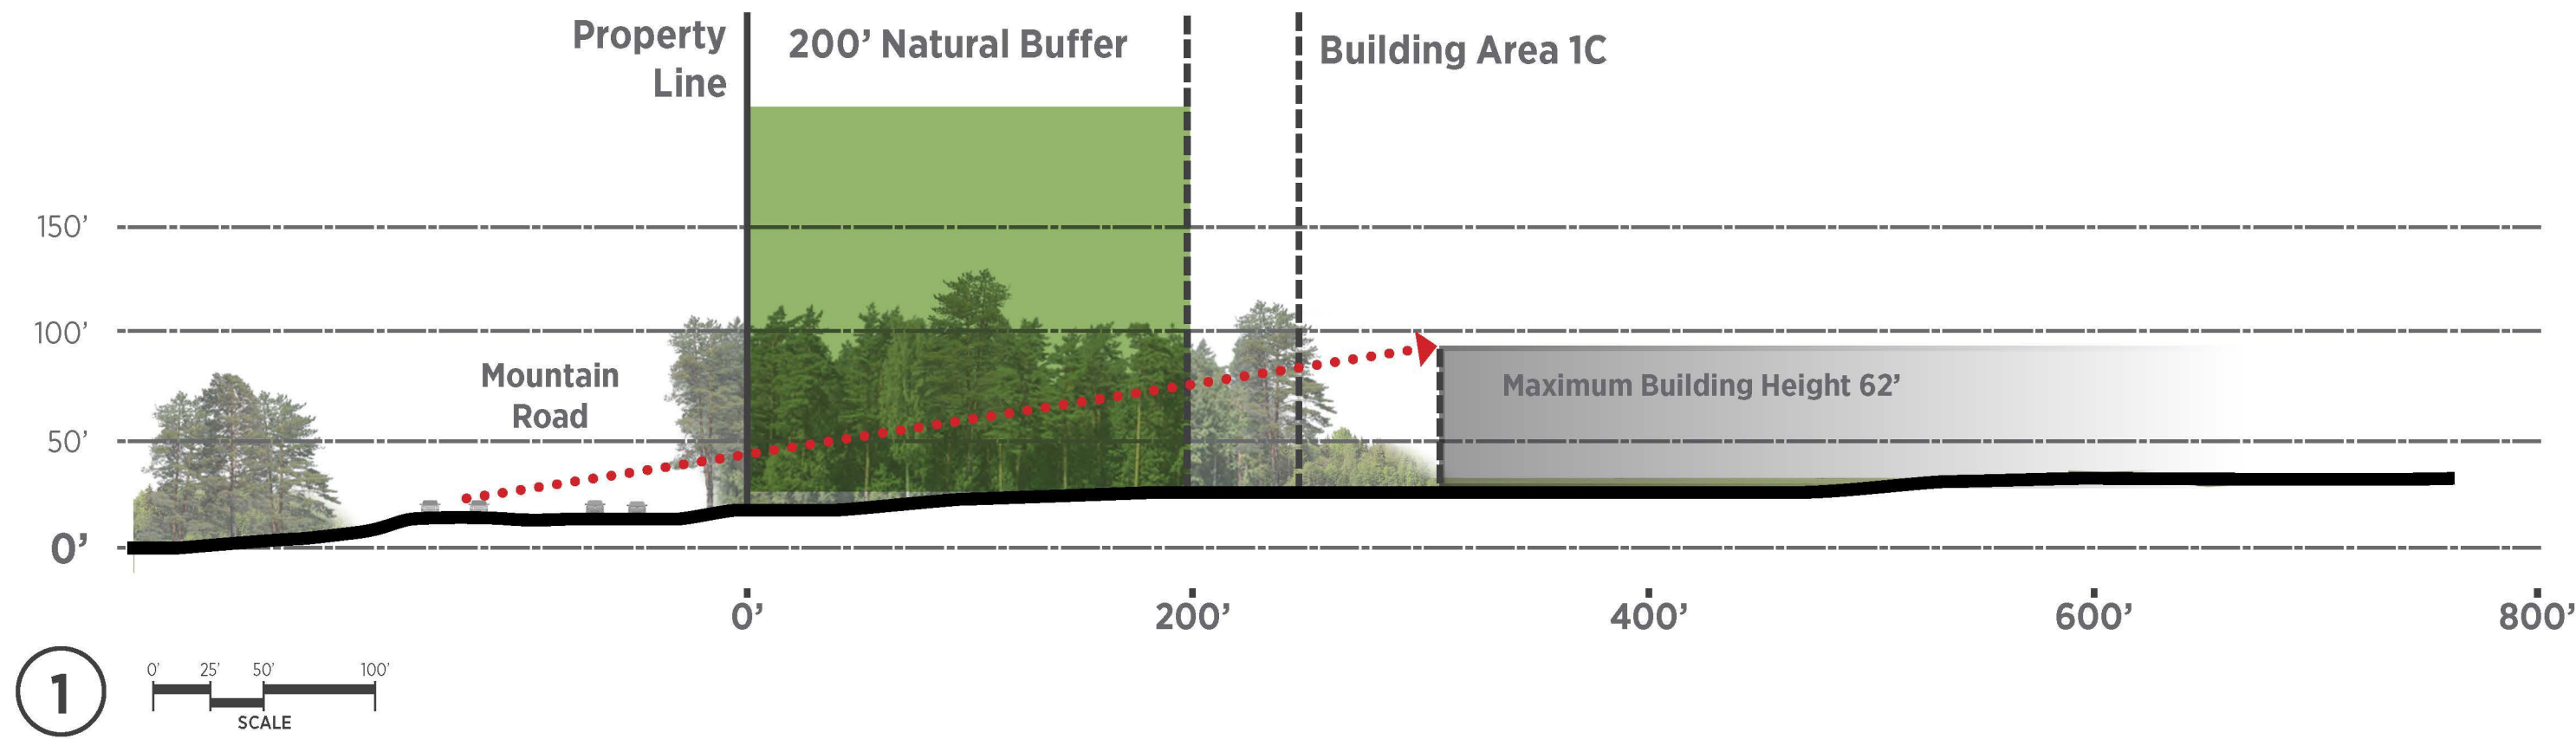 Property
Line
200’ Natural Buffer
Building Area 1C
150’
100’
Mountain
Road
Maximum Building Height 62’
50’
0’
0’
200’
400’
600’
800’
1
0’ 25’ 50’ 100’
SCALE